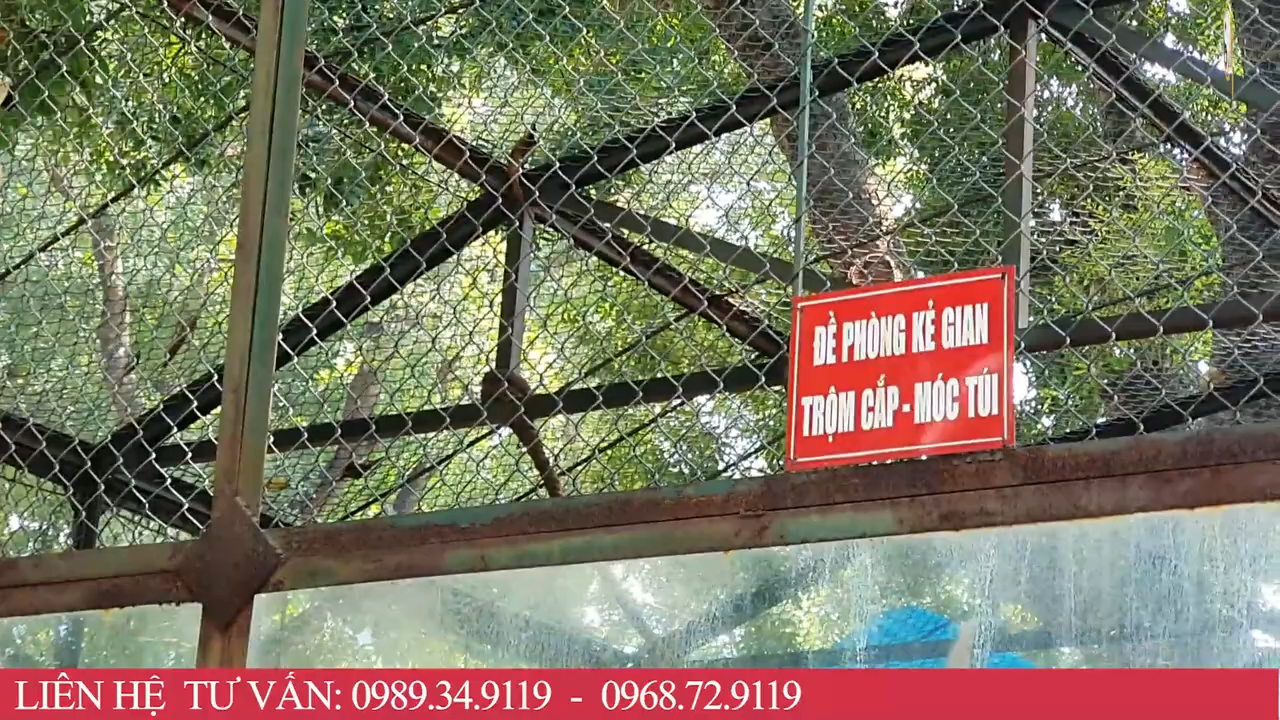 ĐỀ PHÒNG KẺ GIAN
TRỘM CẮP - MÓC TÚI
LIÊN HỆ TƯ VẤN: 0989.34.9119 - 0968.72.9119